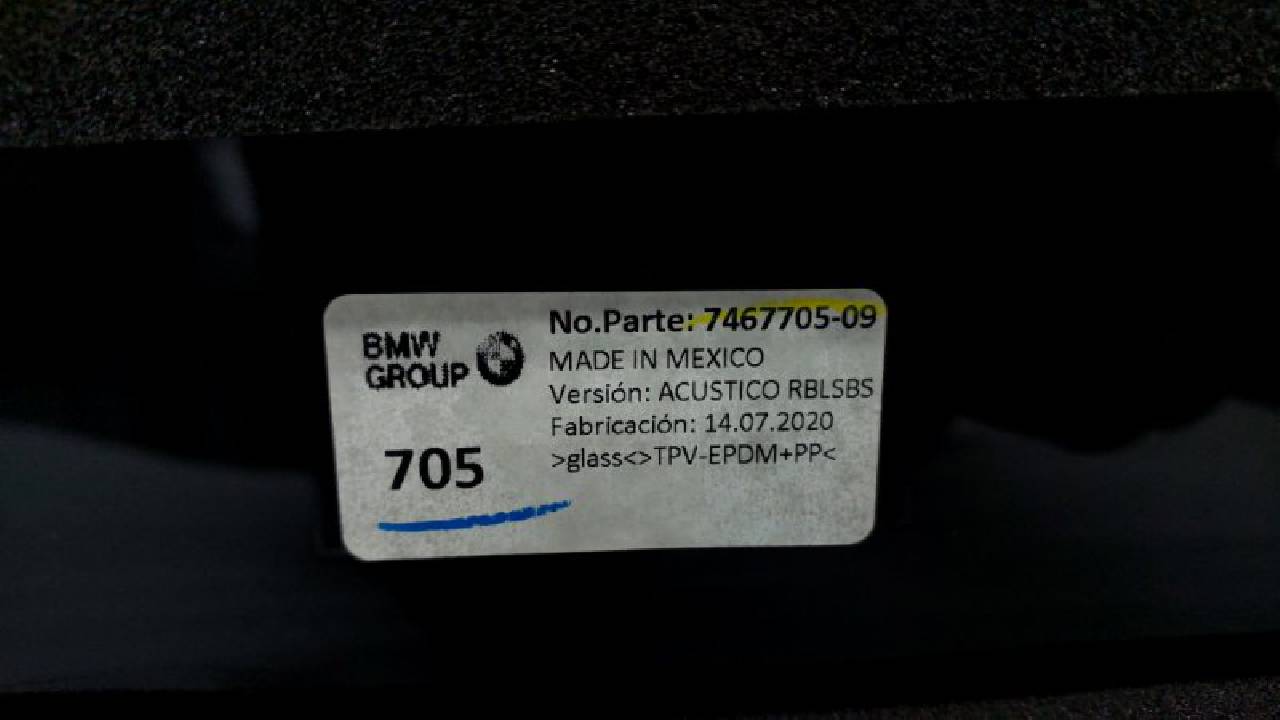 BMW
GROUP
705
No.Parte: 7467705-09
MADE IN MEXICO
Versión: ACUSTICO RBLSBS
Fabricación: 14.07.2020
>glass<>TPV-EPDM+PP<